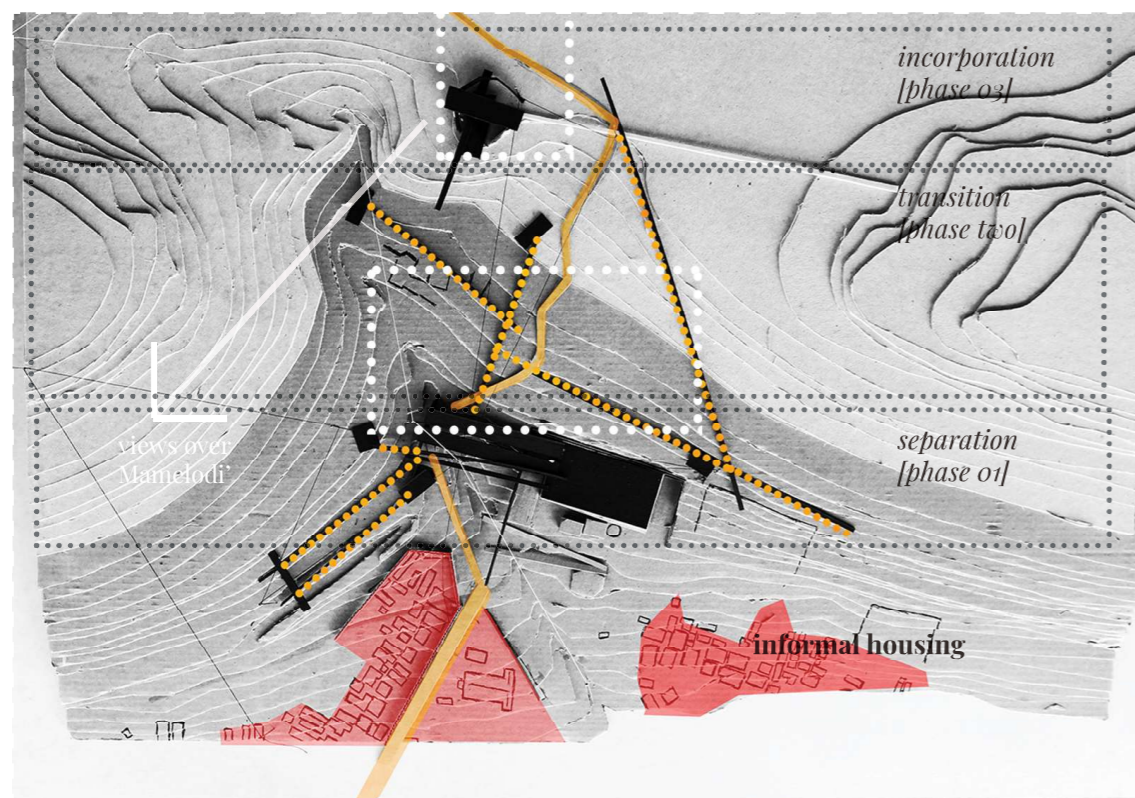 incorporation
[phase 03]
transition
[phase two]
separation
[phase 01]
views over
Mamelodi’
informal housing